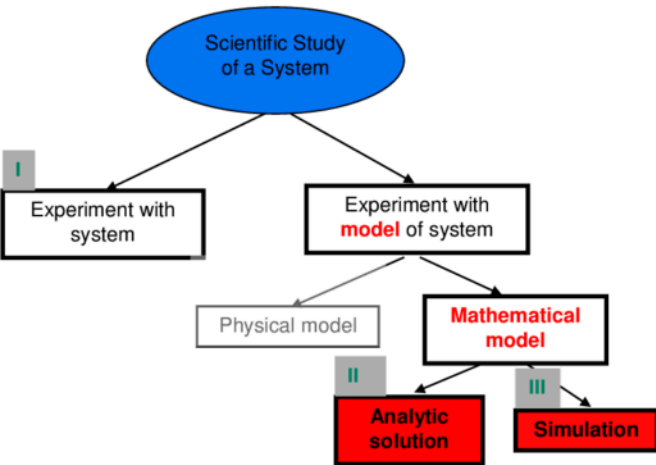 Scientific Study
of a System
I
Experiment with
system
Experiment with
model of system
Physical model
Mathematical
model
II
Analytic
solution
III
Simulation